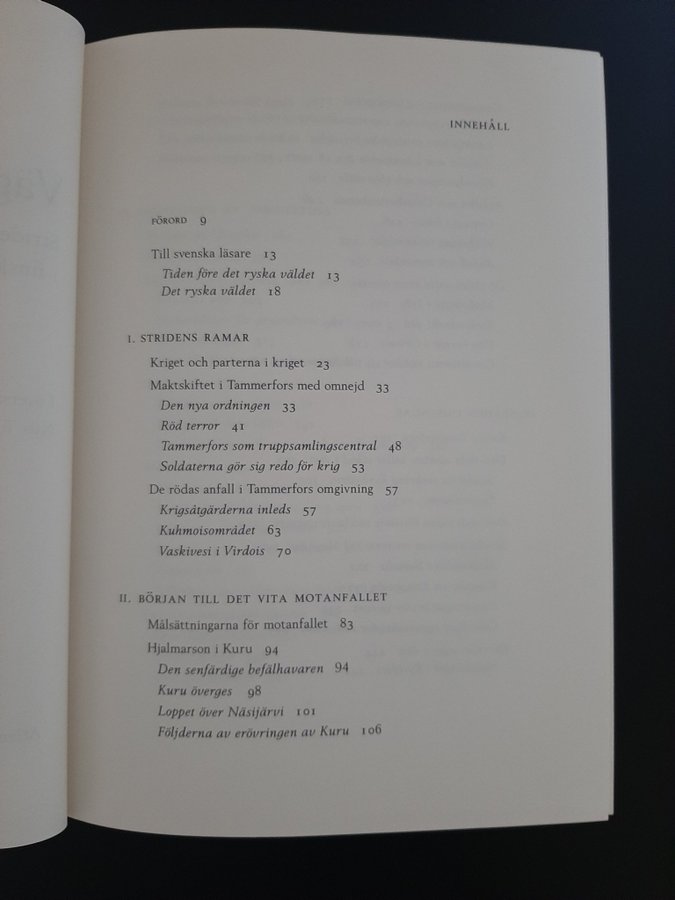 INNEHÅLL
FÖRORD 9
Till svenska läsare 13
Tiden före det ryska väldet 13
Det ryska väldet 18
I. STRIDENS RAMAR
Kriget och parterna i kriget 23
Maktskiftet i Tammerfors med omnejd 33
Den nya ordningen 33
Röd terror 41
Tammerfors som truppsamlingscentral 48
Soldaterna gör sig redo för krig 53
De rödas anfall i Tammerfors omgivning 57
Krigsåtgärderna inleds 57
Kuhmoisområdet 63
Vaskivesi i Virdois 70
II. BÖRJAN TILL DET VITA MOTANFALLET
Målsättningarna för motanfallet 83
Hjalmarson i Kuru 94
Den senfärdige befälhavaren 94
Kuru överges 98
Loppet över Näsijärvi 101
Följderna av erövringen av Kuru 106